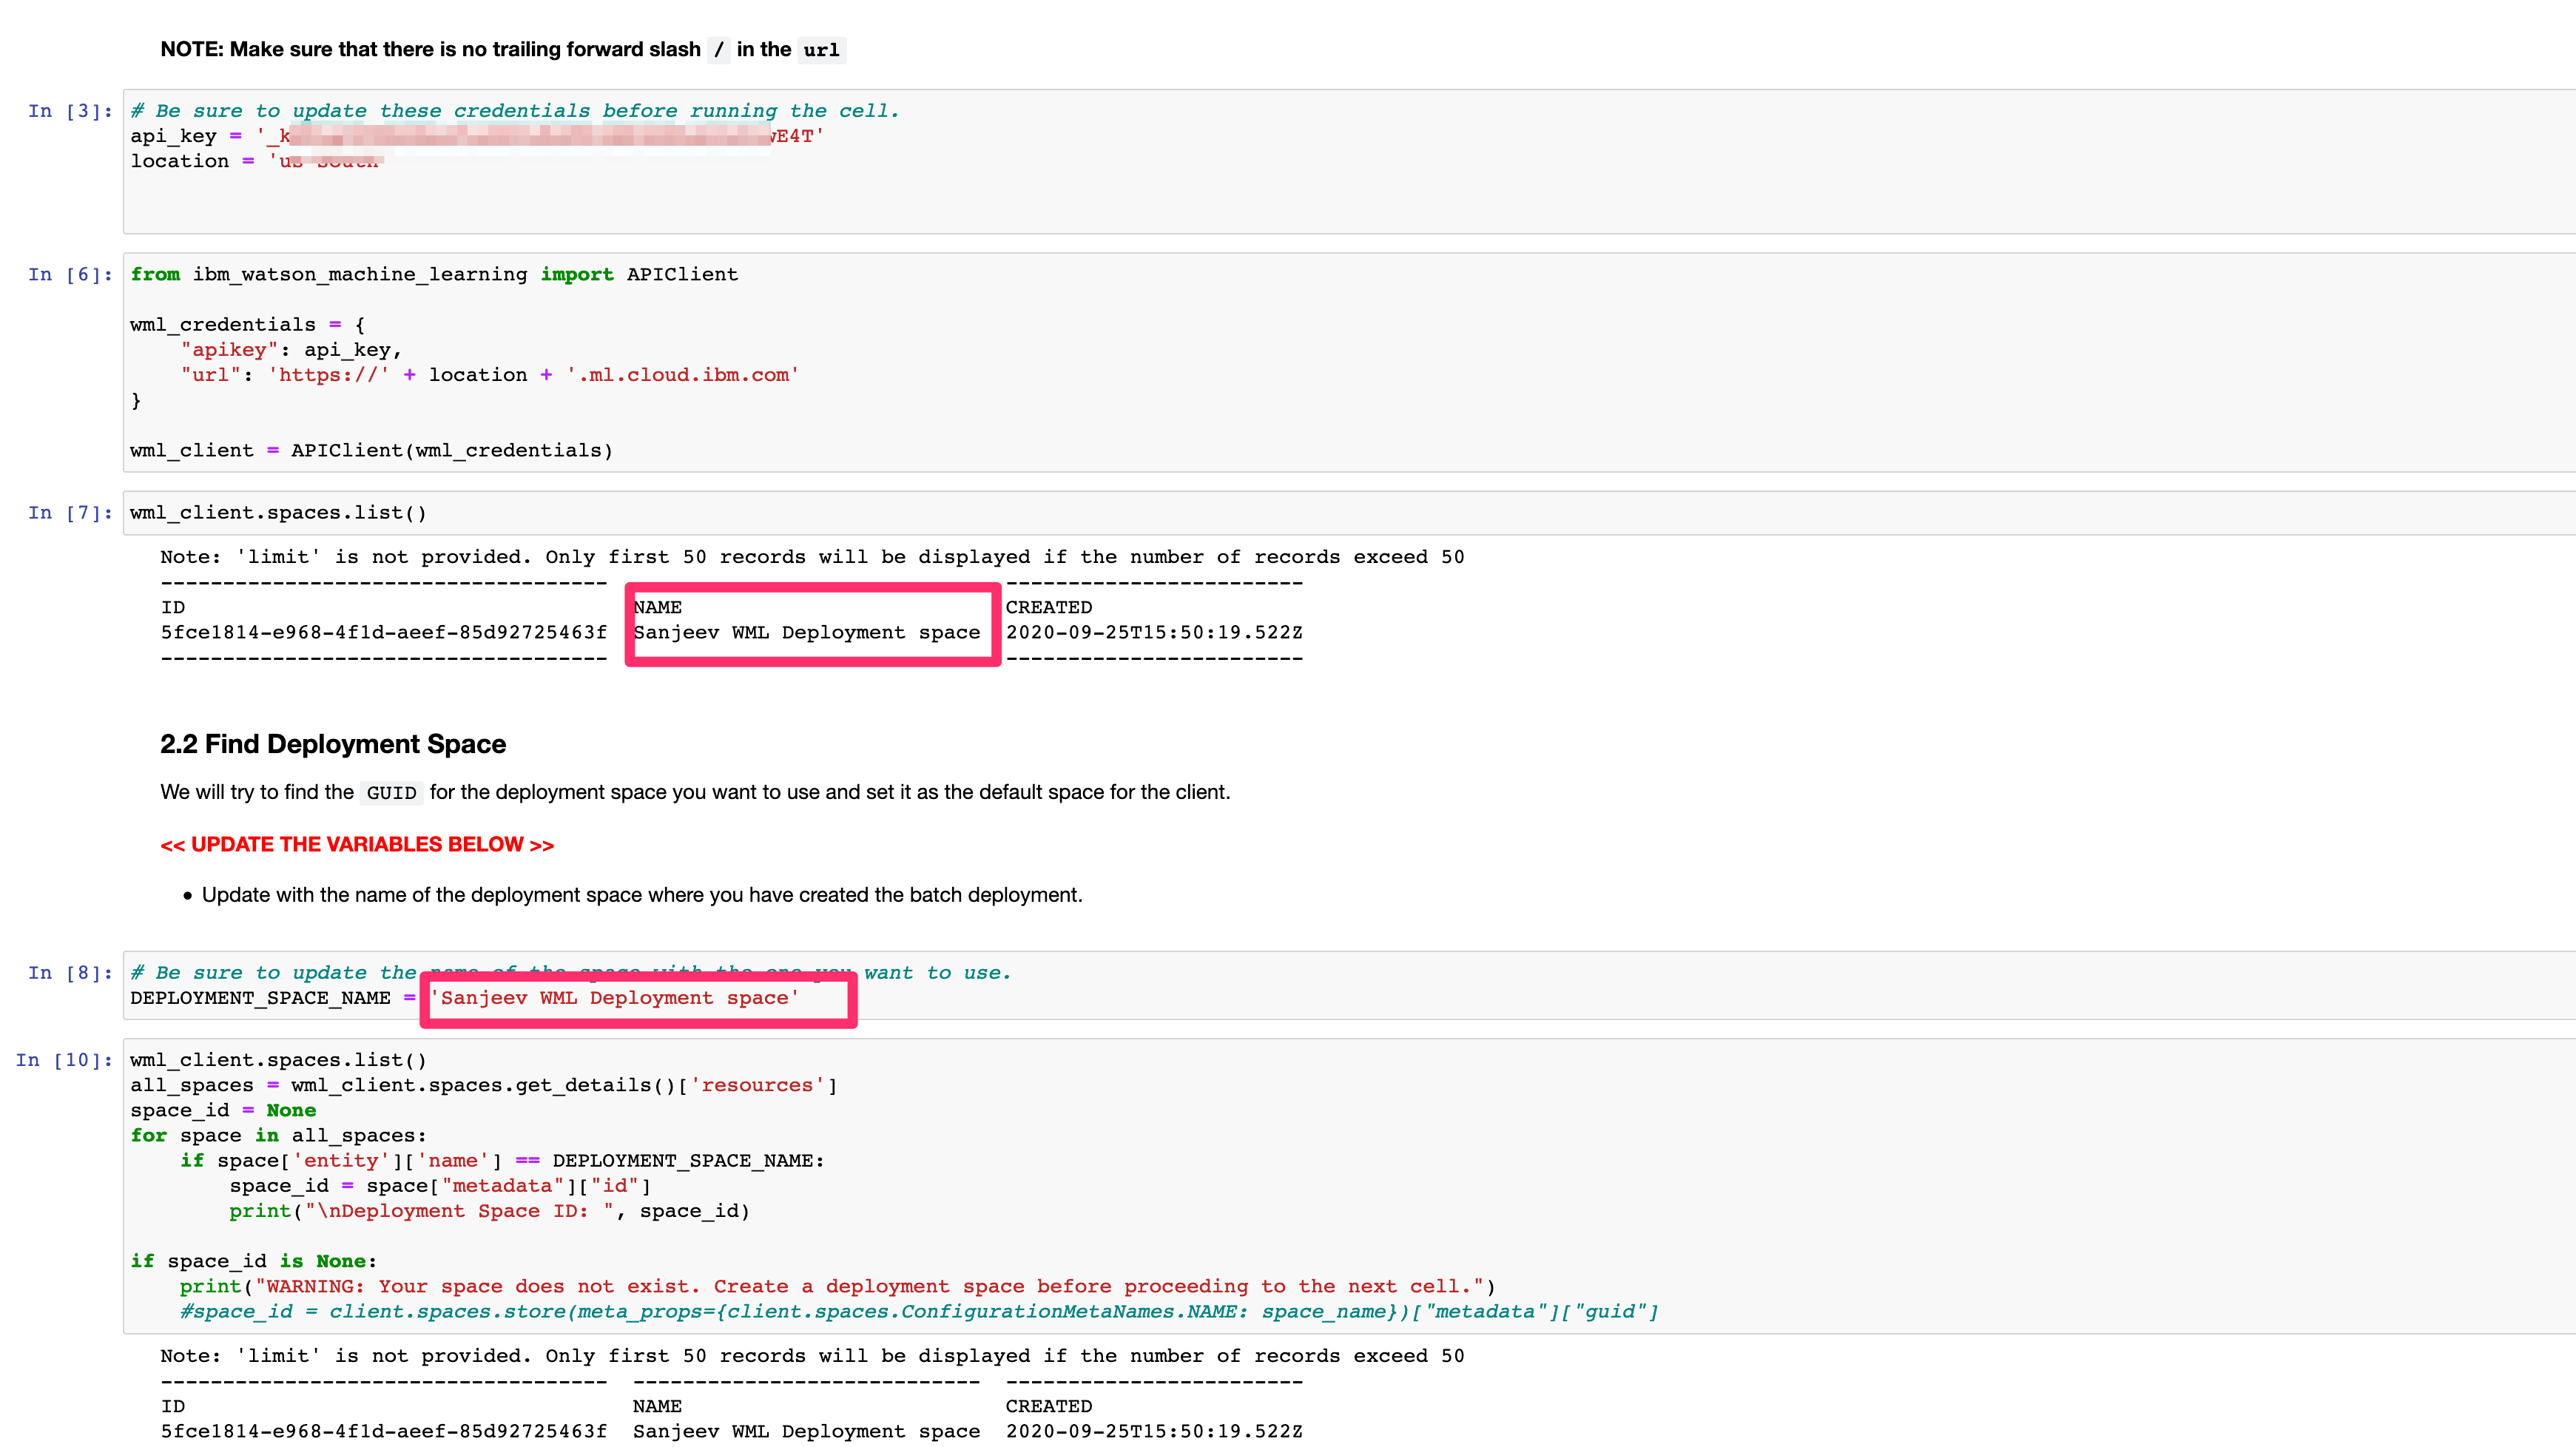 NOTE: Make sure that there is no trailing forward slash / in the url
In [3]: # Be sure to update these credentials before running the cell.
api_key = '_k wE4T'
location = 'us-south'
In [6]: from ibm_watson_machine_learning import APIClient
wml_credentials = {
    "apikey": api_key,
    "url": 'https://' + location + '.ml.cloud.ibm.com'
}
wml_client = APIClient(wml_credentials)
In [7]: wml_client.spaces.list()
Note: 'limit' is not provided. Only first 50 records will be displayed if the number of records exceed 50
------------------------------------ ------------------------
ID NAME CREATED
5fce1814-e968-4f1d-aeef-85d92725463f Sanjeev WML Deployment space 2020-09-25T15:50:19.522Z
------------------------------------ ------------------------
2.2 Find Deployment Space
We will try to find the GUID for the deployment space you want to use and set it as the default space for the client.
<< UPDATE THE VARIABLES BELOW >>
• Update with the name of the deployment space where you have created the batch deployment.
In [8]: # Be sure to update the name of the space with the one you want to use.
DEPLOYMENT_SPACE_NAME = 'Sanjeev WML Deployment space'
In [10]: wml_client.spaces.list()
all_spaces = wml_client.spaces.get_details()['resources']
space_id = None
for space in all_spaces:
    if space['entity']['name'] == DEPLOYMENT_SPACE_NAME:
        space_id = space["metadata"]["id"]
        print("\nDeployment Space ID: ", space_id)
if space_id is None:
    print("WARNING: Your space does not exist. Create a deployment space before proceeding to the next cell.")
    #space_id = client.spaces.store(meta_props={client.spaces.ConfigurationMetaNames.NAME: space_name})["metadata"]["guid"]
Note: 'limit' is not provided. Only first 50 records will be displayed if the number of records exceed 50
------------------------------------ ---------------------------- ------------------------
ID NAME CREATED
5fce1814-e968-4f1d-aeef-85d92725463f Sanjeev WML Deployment space 2020-09-25T15:50:19.522Z